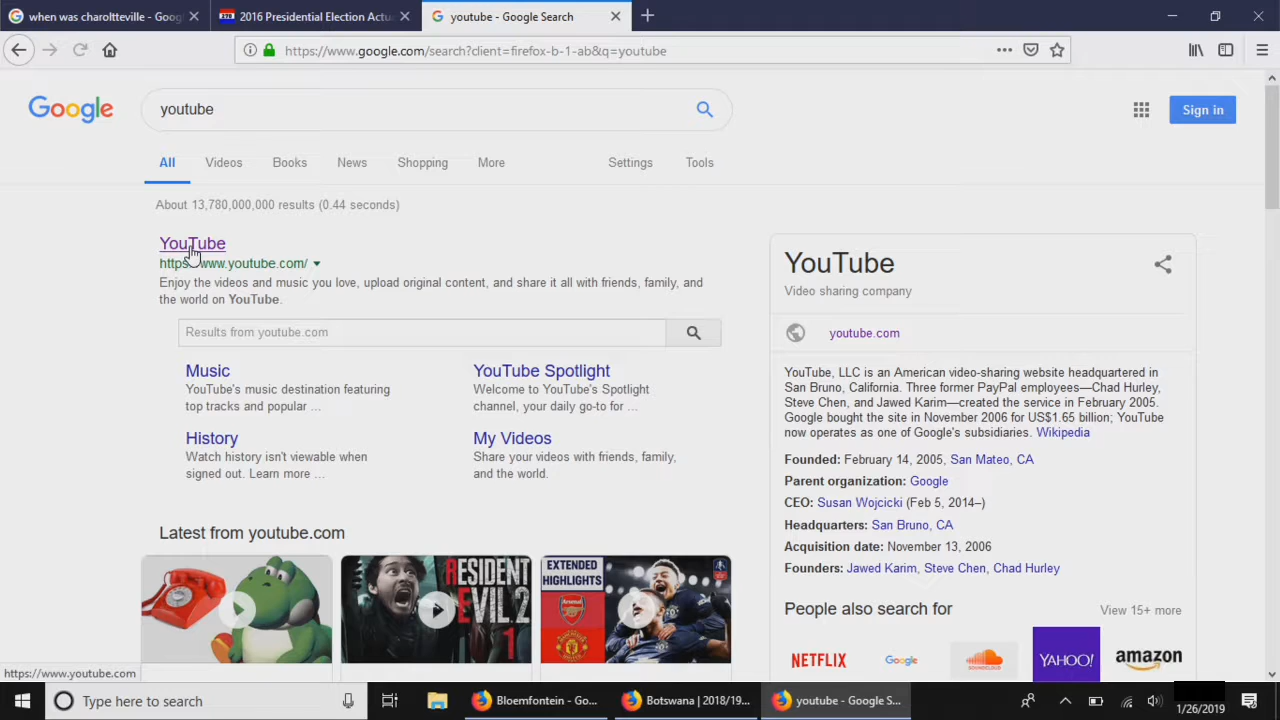 when was charoltteville - Goog
2016 Presidential Election Actu
youtube - Google Search
https://www.google.com/search?client=firefox-b-1-ab&q=youtube
Google
youtube
Sign in
All
Videos
Books
News
Shopping
More
Settings
Tools
About 13,780,000,000 results (0.44 seconds)
YouTube
https://www.youtube.com/
Enjoy the videos and music you love, upload original content, and share it all with friends, family, and
the world on YouTube.
Results from youtube.com
Music
YouTube's music destination featuring
top tracks and popular ...
YouTube Spotlight
Welcome to YouTube's Spotlight
channel, your daily go-to for ...
History
Watch history isn't viewable when
signed out. Learn more ...
My Videos
Share your videos with friends, family,
and the world.
Latest from youtube.com
RESIDENT
EVIL 2
1
EXTENDED
HIGHLIGHTS
YouTube
Video sharing company
youtube.com
YouTube, LLC is an American video-sharing website headquartered in
San Bruno, California. Three former PayPal employees—Chad Hurley,
Steve Chen, and Jawed Karim—created the service in February 2005.
Google bought the site in November 2006 for US$1.65 billion; YouTube
now operates as one of Google's subsidiaries. Wikipedia
Founded: February 14, 2005, San Mateo, CA
Parent organization: Google
CEO: Susan Wojcicki (Feb 5, 2014–)
Headquarters: San Bruno, CA
Acquisition date: November 13, 2006
Founders: Jawed Karim, Steve Chen, Chad Hurley
People also search for
View 15+ more
NETFLIX
Google
SOUNDCLOUD
YAHOO!
amazon
https://www.youtube.com
Type here to search
Bloemfontein - Go...
Botswana | 2018/19...
youtube - Google S...
1/26/2019